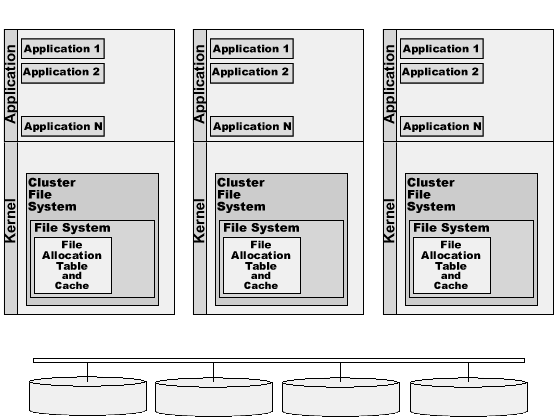 Application
Application 1
Application 2
Application N
Kernel
Cluster
File
System
File System
File
Allocation
Table
and
Cache
Application
Application 1
Application 2
Application N
Kernel
Cluster
File
System
File System
File
Allocation
Table
and
Cache
Application
Application 1
Application 2
Application N
Kernel
Cluster
File
System
File System
File
Allocation
Table
and
Cache